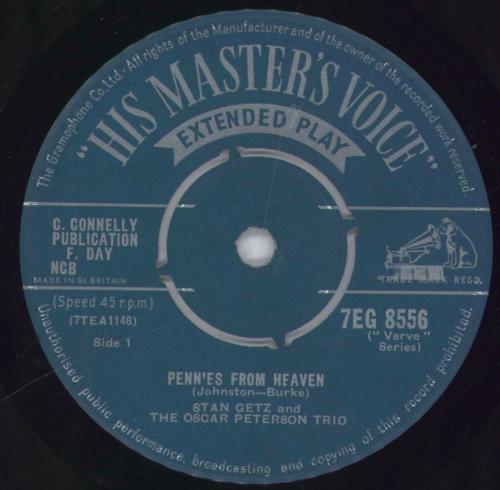 The Gramophone Co., Ltd. All rights of the Manufacturer and of the owner of the recorded work reserved
"HIS MASTER'S VOICE"
EXTENDED PLAY
C. CONNELLY
PUBLICATION
F. DAY
NCB
MADE IN Gt. BRITAIN
TRADE MARK REGD.
(Speed 45 r.p.m.)
(7TEA1148)
Side 1
7EG 8556
("Verve"
Series)
PENN'ES FROM HEAVEN
(Johnston—Burke)
STAN GETZ and
THE OSCAR PETERSON TRIO
Unauthorised public performance, broadcasting and copying of this record prohibited.